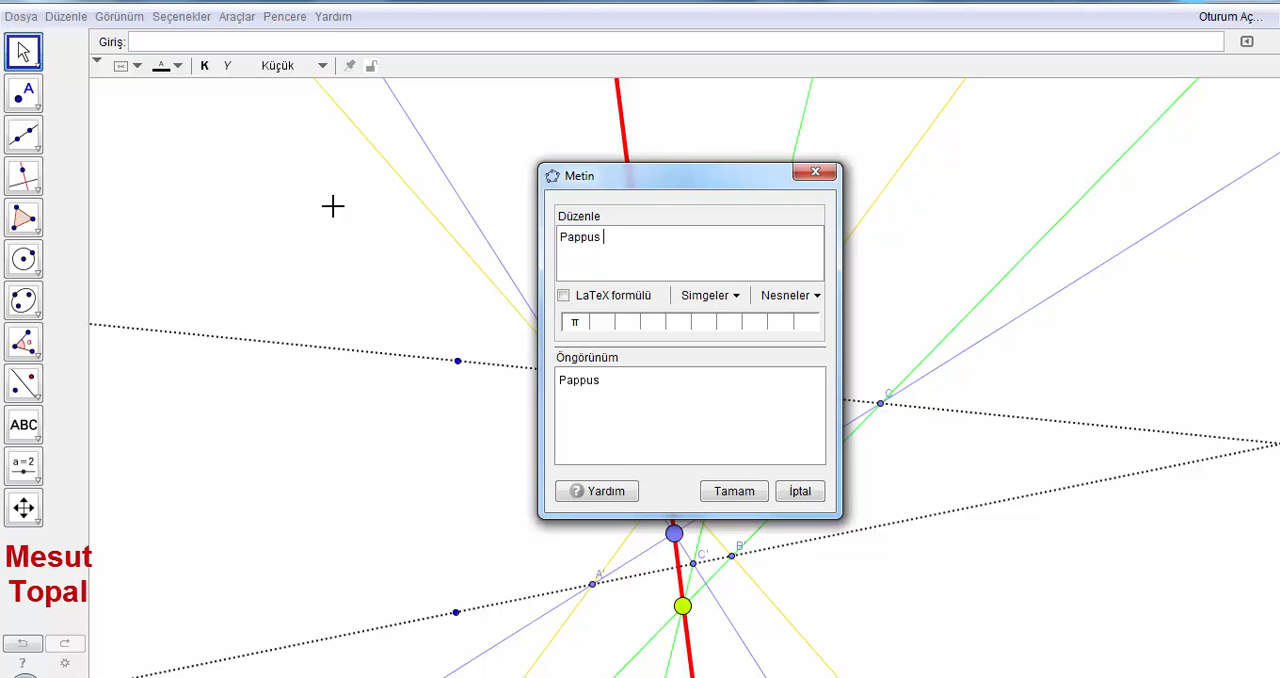 Dosya Düzenle Görünüm Seçenekler Araçlar Pencere Yardım
Oturum Aç...
Giriş:
A K Y Küçük
A
Metin
Düzenle
Pappus
LaTeX formülü Simgeler Nesneler
π
Öngörünüm
Pappus
Yardım Tamam İptal
α
ABC
a=2
C
B'
C'
A'
Mesut
Topal
?